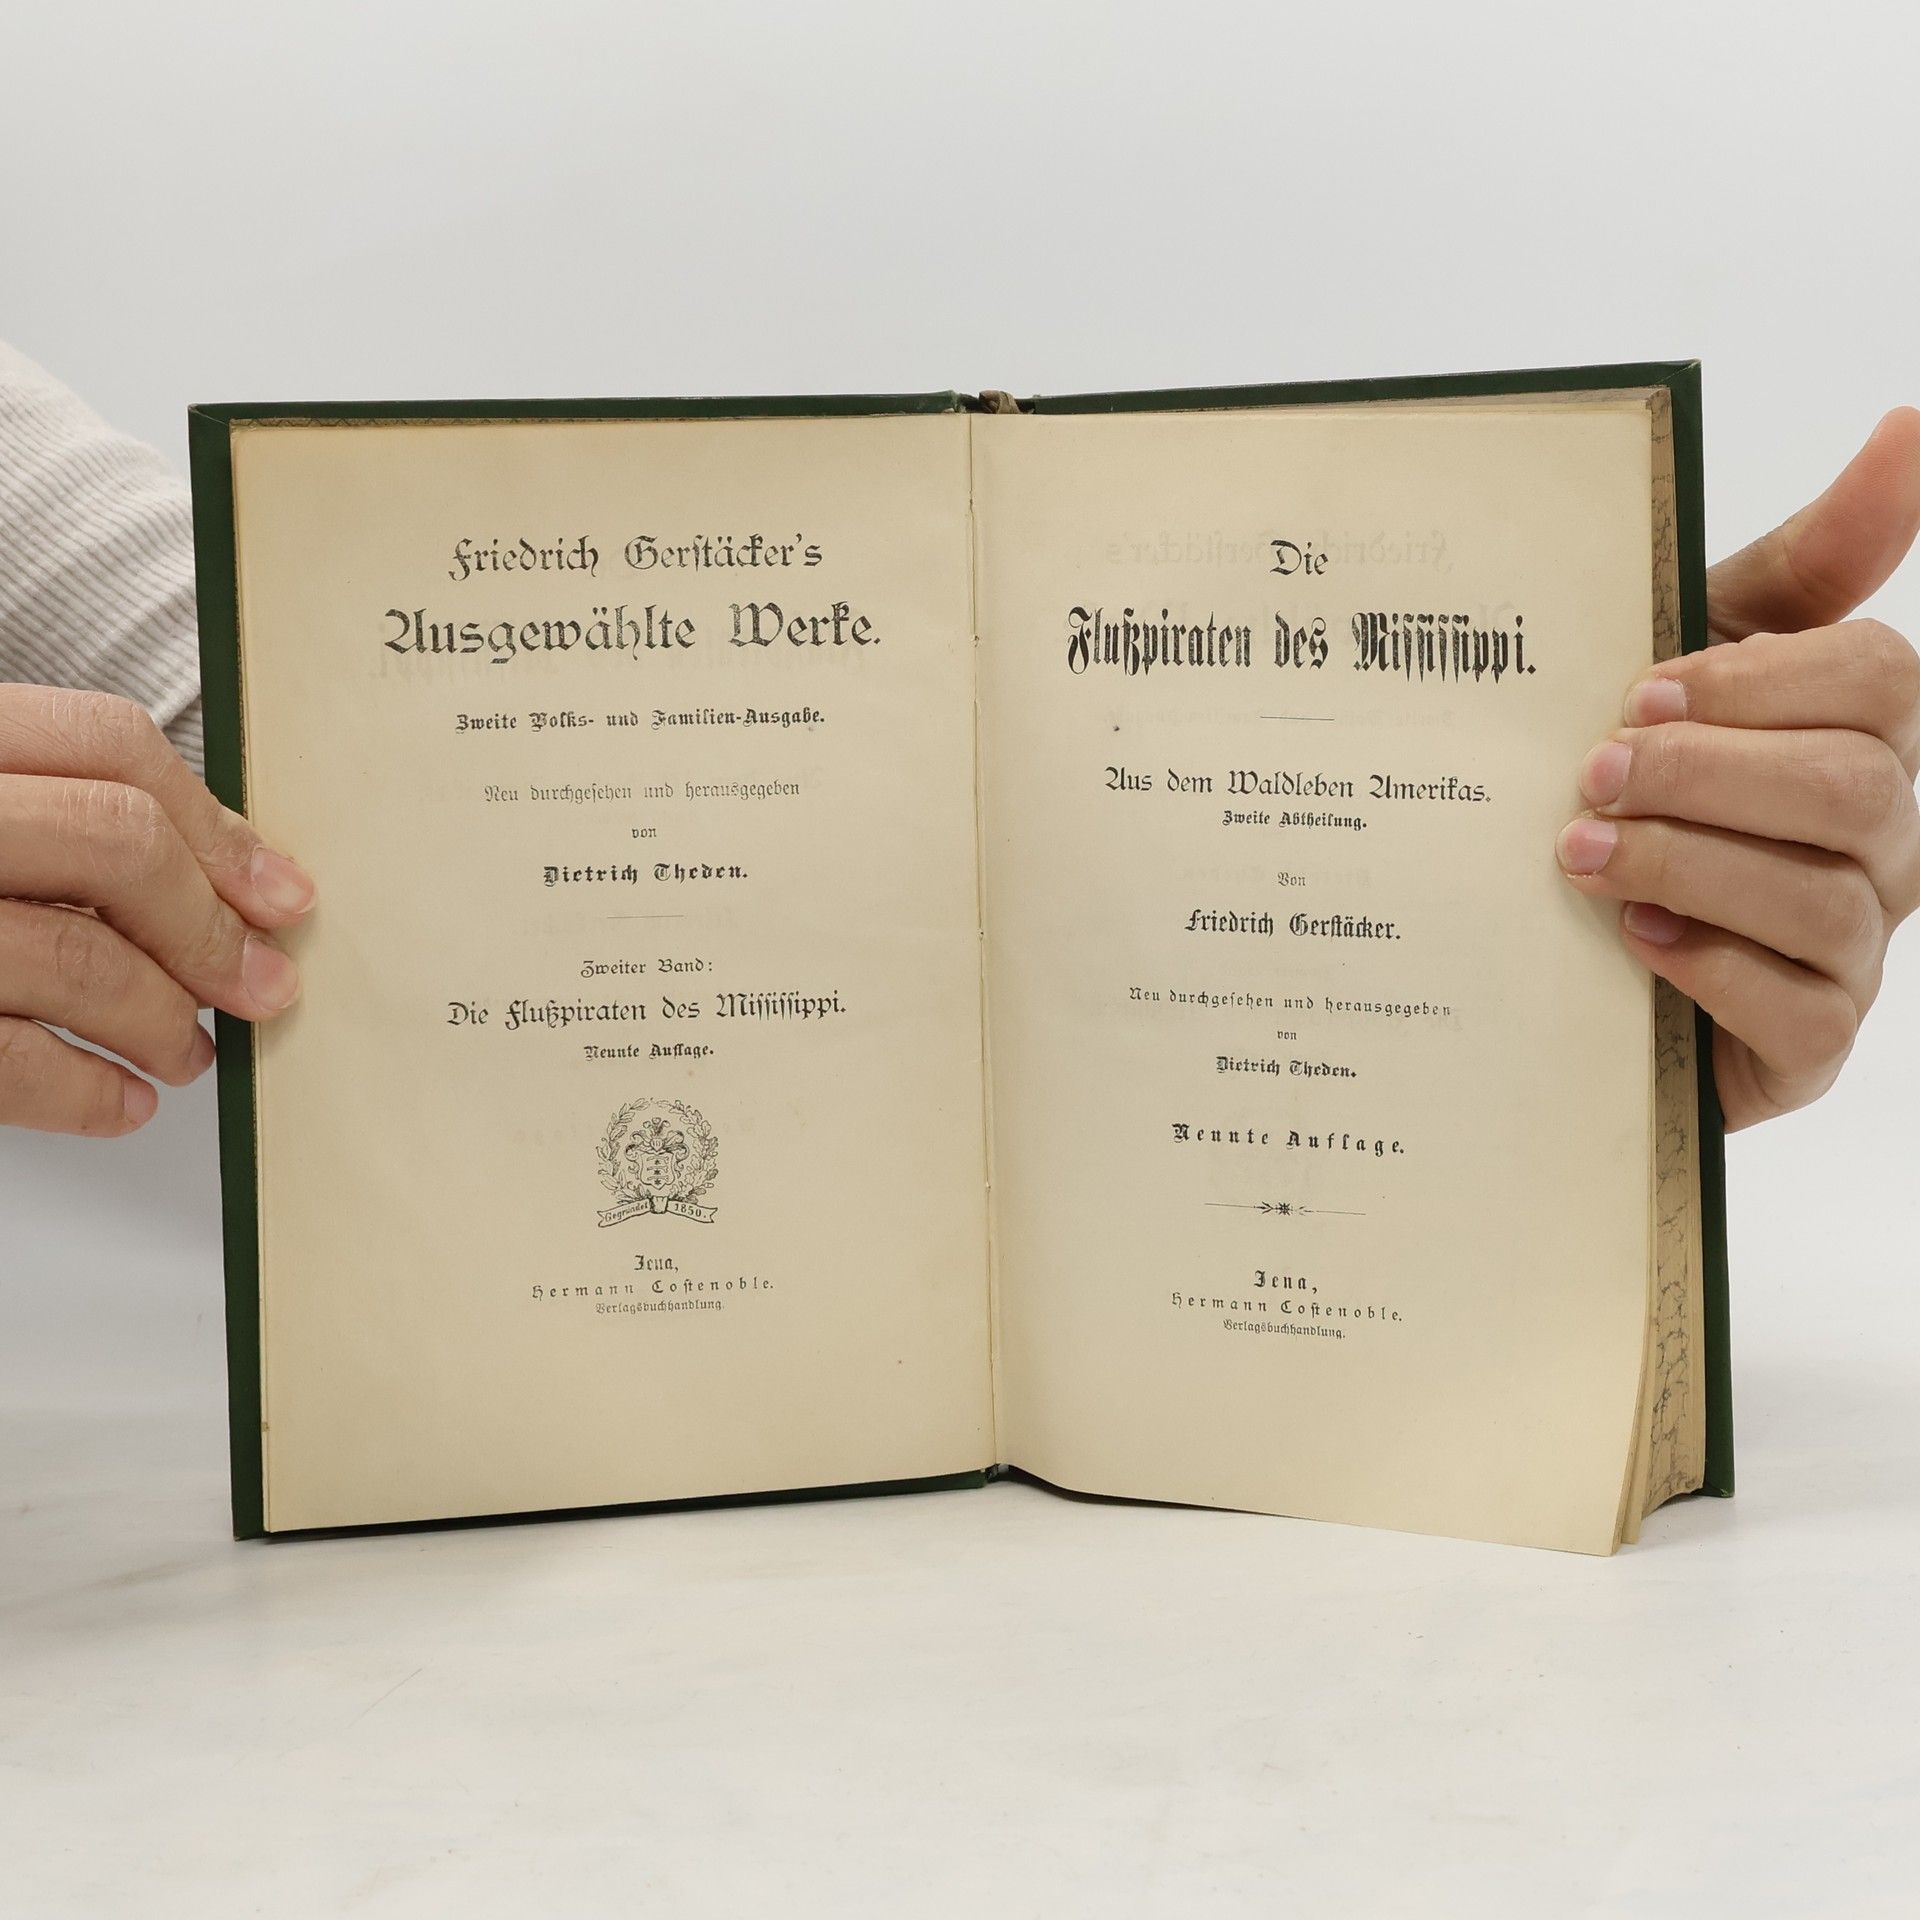 Friedrich Gerstäcker's
Ausgewählte Werke.
Zweite Volks- und Familien-Ausgabe.
Neu durchgesehen und herausgegeben
von
Dietrich Theden.
Zweiter Band:
Die Flußpiraten des Mississippi.
Neunte Auflage.
Gegründet 1850.
Jena,
Hermann Costenoble.
Verlagsbuchhandlung.
Die
Flußpiraten des Mississippi.
Aus dem Waldleben Amerikas.
Zweite Abtheilung.
Von
Friedrich Gerstäcker.
Neu durchgesehen und herausgegeben
von
Dietrich Theden.
Neunte Auflage.
Jena,
Hermann Costenoble.
Verlagsbuchhandlung.